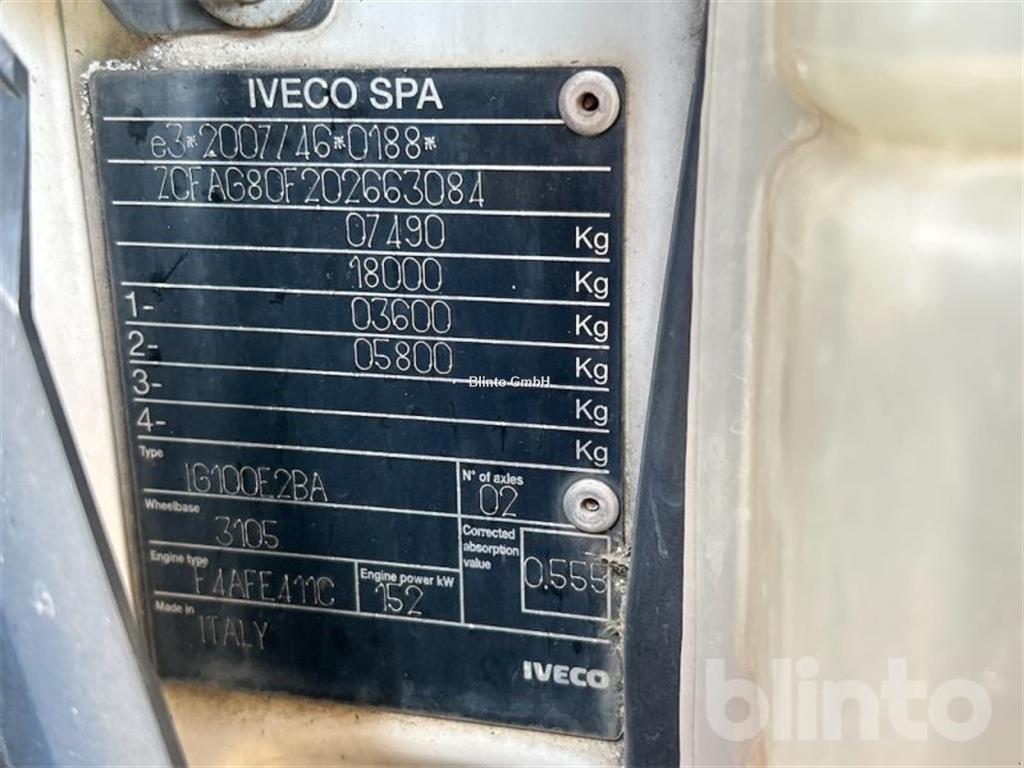 IVECO SPA
e3*2007/46*0188*
ZCFAG80F202663084
07490 Kg
18000 Kg
1- 03600 Kg
2- 05800 Kg
Blinto GmbH.
3- Kg
4- Kg
Type
IG100E2BA
N° of axles
02
Wheelbase
3105
Corrected absorption value
0.555
Engine type
F4AFE411C
Engine power kW
152
Made in
ITALY
IVECO
blinto